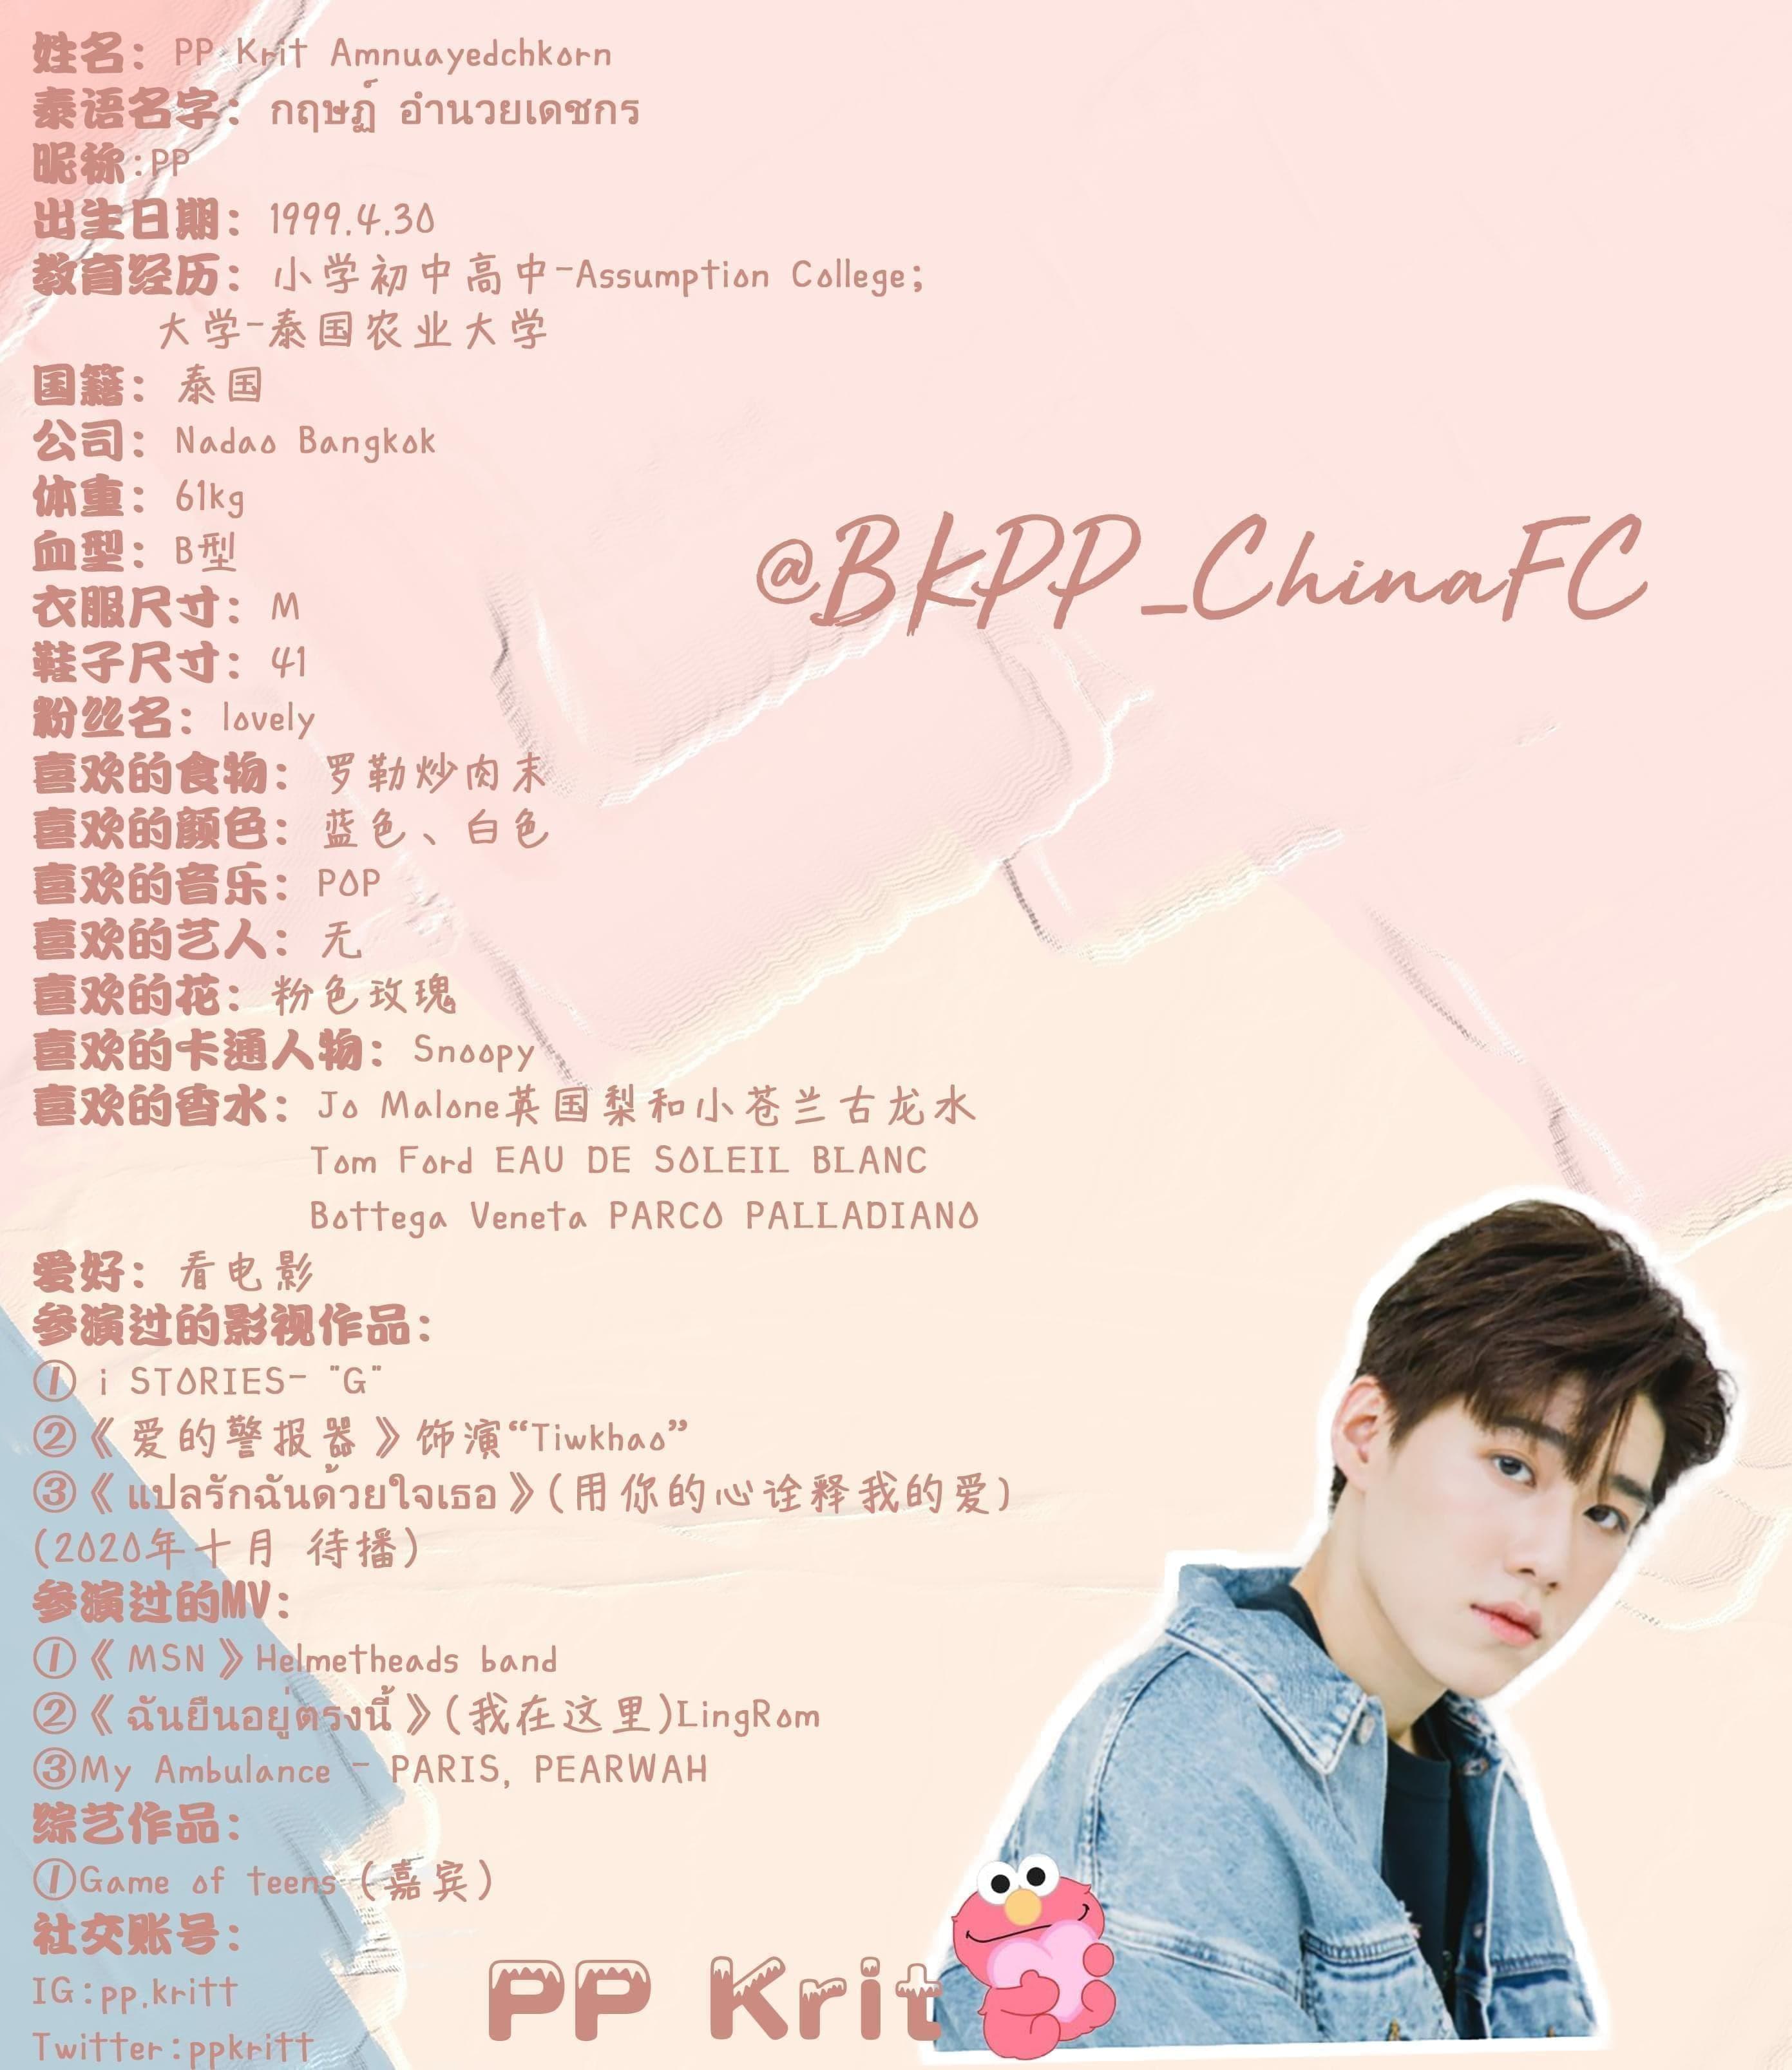 姓名：PP Krit Amnuayedchkorn
泰语名字：กฤษฏ์ อำนวยเดชกร
昵称:PP
出生日期：1999.4.30
教育经历：小学初中高中-Assumption College；
大学-泰国农业大学
国籍：泰国
公司：Nadao Bangkok
体重：61kg
血型：B型
衣服尺寸：M
鞋子尺寸：41
粉丝名：lovely
喜欢的食物：罗勒炒肉末
喜欢的颜色：蓝色、白色
喜欢的音乐：POP
喜欢的艺人：无
喜欢的花：粉色玫瑰
喜欢的卡通人物：Snoopy
喜欢的香水：Jo Malone英国梨和小苍兰古龙水
Tom Ford EAU DE SOLEIL BLANC
Bottega Veneta PARCO PALLADIANO
爱好：看电影
参演过的影视作品：
① i STORIES- "G"
②《爱的警报器》饰演“Tiwkhao”
③《แปลรักฉันด้วยใจเธอ》(用你的心诠释我的爱)
(2020年十月 待播)
参演过的MV：
①《MSN》Helmetheads band
②《ฉันยืนอยู่ตรงนี้》(我在这里)LingRom
③My Ambulance - PARIS, PEARWAH
综艺作品：
①Game of teens（嘉宾）
社交账号：
IG:pp.kritt
Twitter:ppkritt
@BKPP_ChinaFC
PP Krit